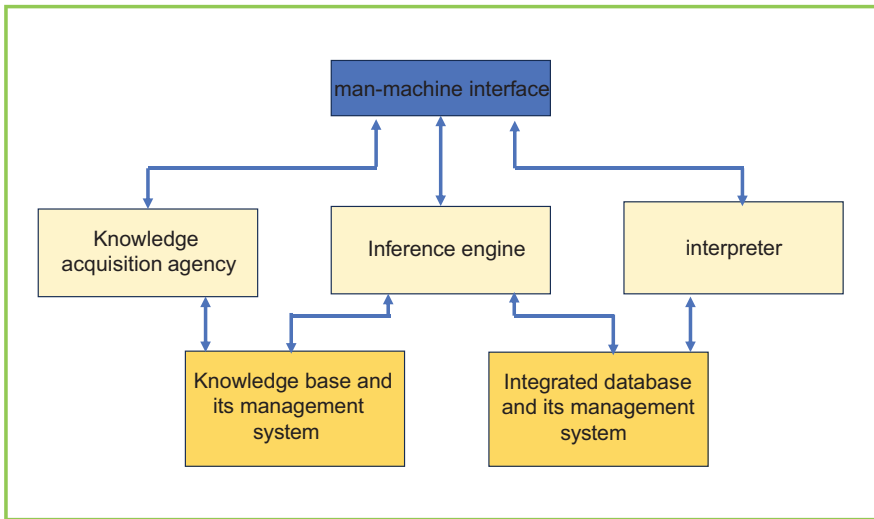 man-machine interface
Knowledge
acquisition agency
Inference engine
interpreter
Knowledge base and
its management
system
Integrated database
and its management
system